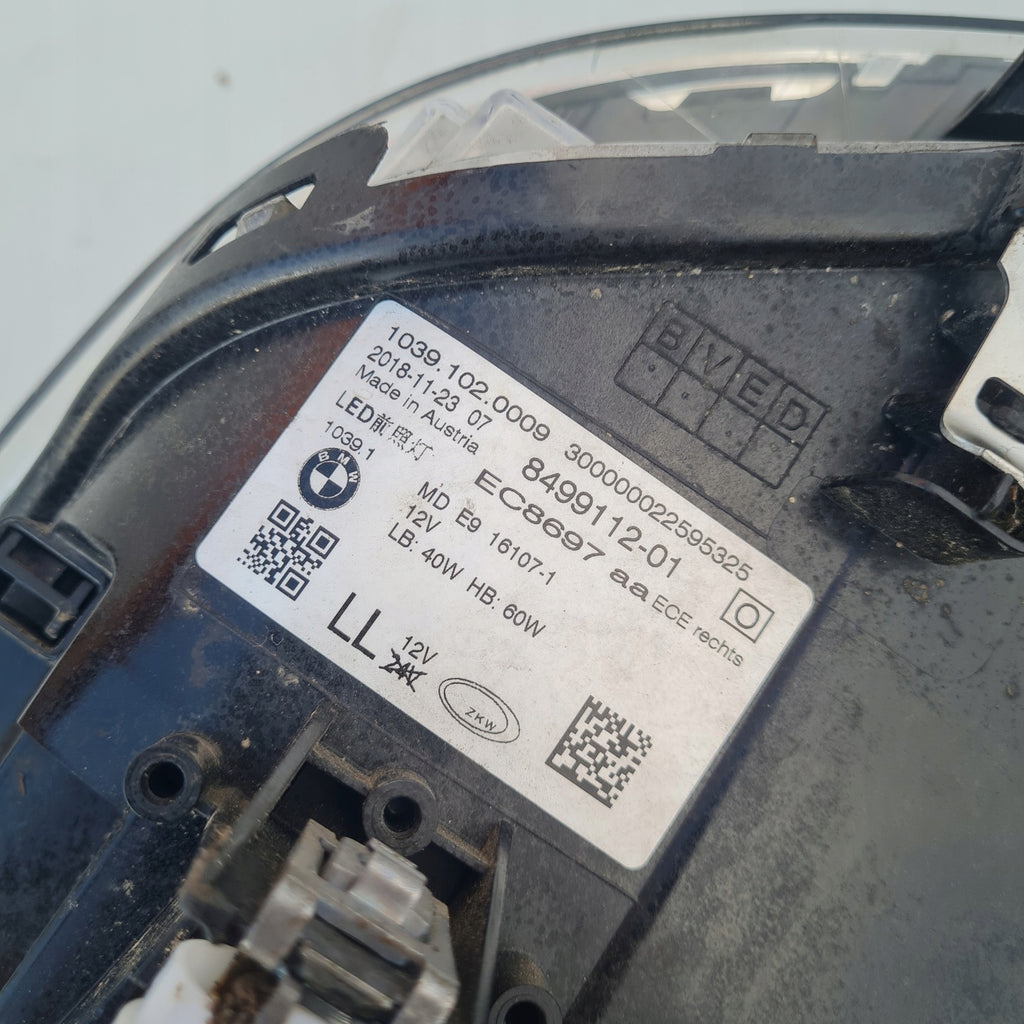 BVED
1039.102.0009 300000022595325
2018-11-23 07 8499112-01
Made in Austria EC8697 aa ECE rechts
LED前照灯
1039.1
BMW
MD E9 16107-1
12V
LB: 40W HB: 60W
LL 12V
24V
ZKW